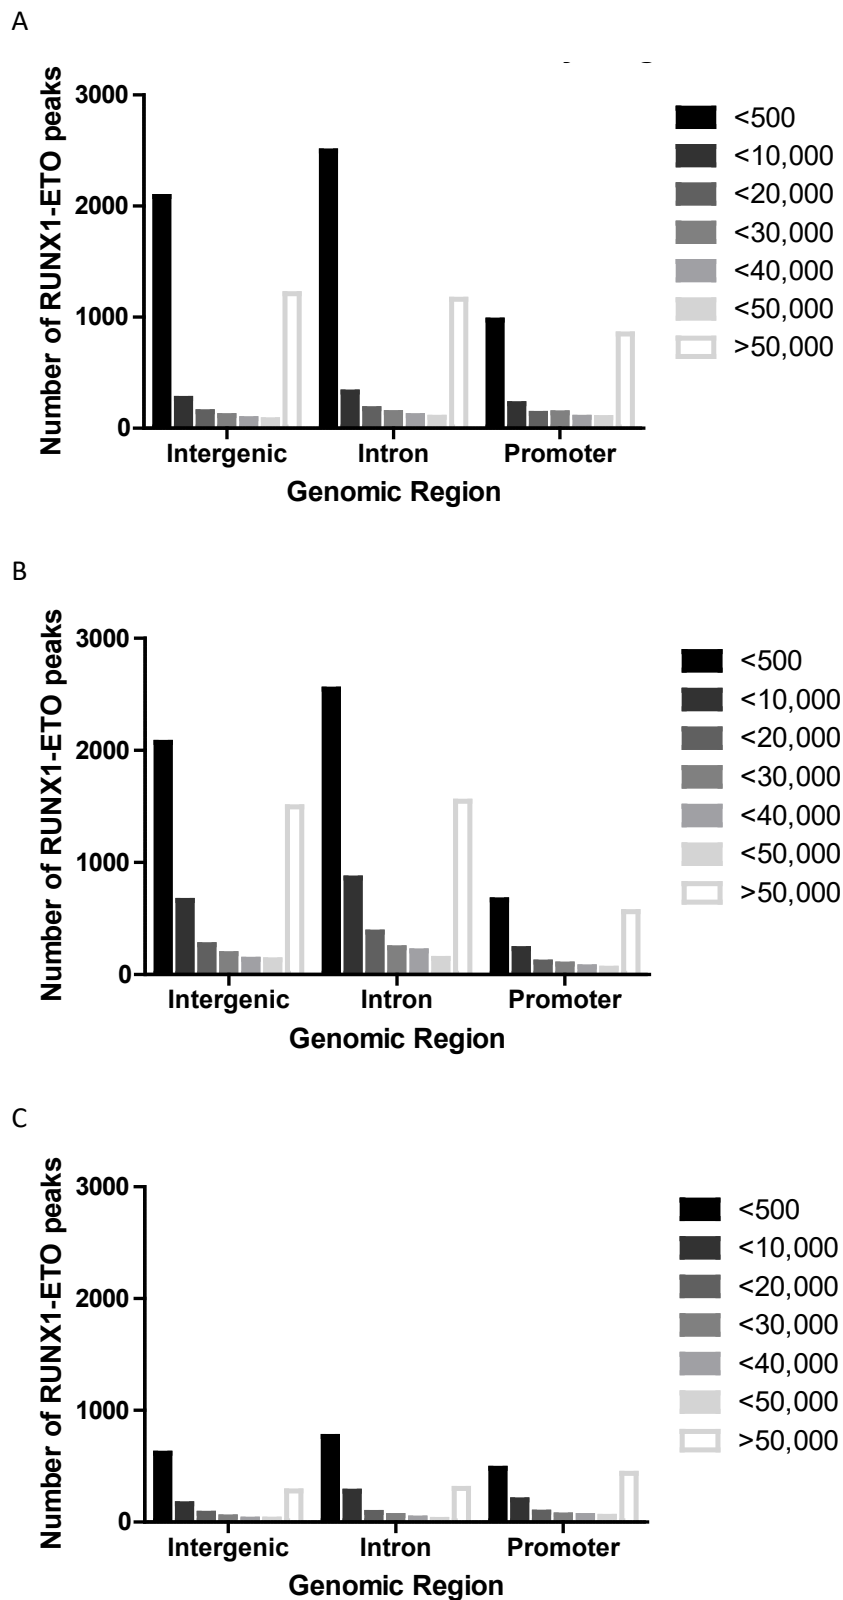 A
Number of RUNX1-ETO peaks
3000
2000
1000
0
Intergenic Intron Promoter
Genomic Region
<500
<10,000
<20,000
<30,000
<40,000
<50,000
>50,000
B
Number of RUNX1-ETO peaks
3000
2000
1000
0
Intergenic Intron Promoter
Genomic Region
<500
<10,000
<20,000
<30,000
<40,000
<50,000
>50,000
C
Number of RUNX1-ETO peaks
3000
2000
1000
0
Intergenic Intron Promoter
Genomic Region
<500
<10,000
<20,000
<30,000
<40,000
<50,000
>50,000